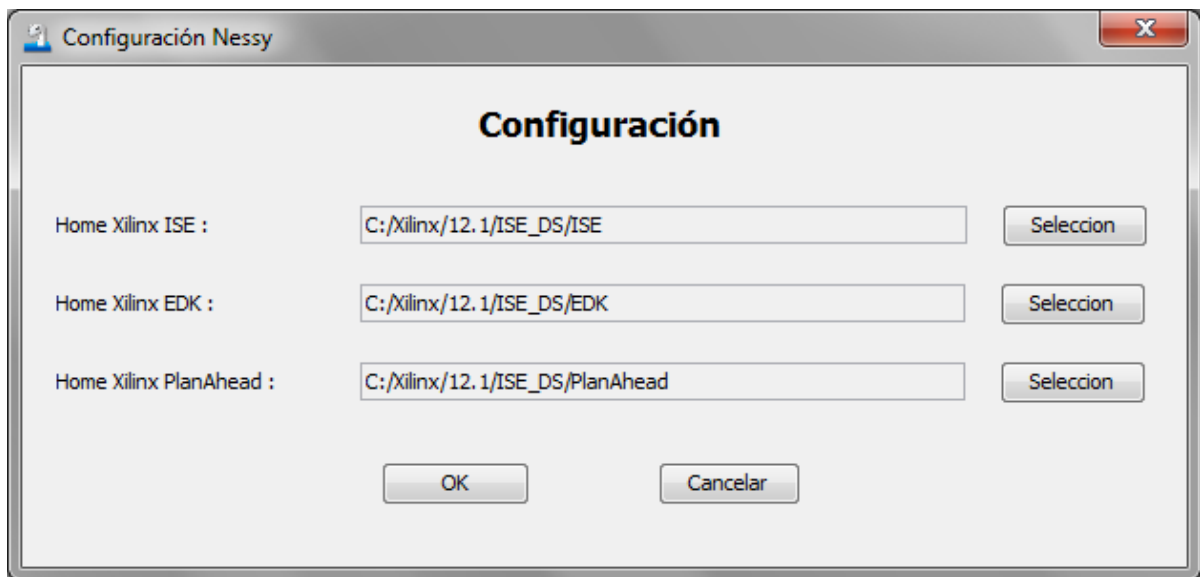 Configuración Nessy
Configuración
Home Xilinx ISE : C:/Xilinx/12.1/ISE_DS/ISE Seleccion
Home Xilinx EDK : C:/Xilinx/12.1/ISE_DS/EDK Seleccion
Home Xilinx PlanAhead : C:/Xilinx/12.1/ISE_DS/PlanAhead Seleccion
OK Cancelar